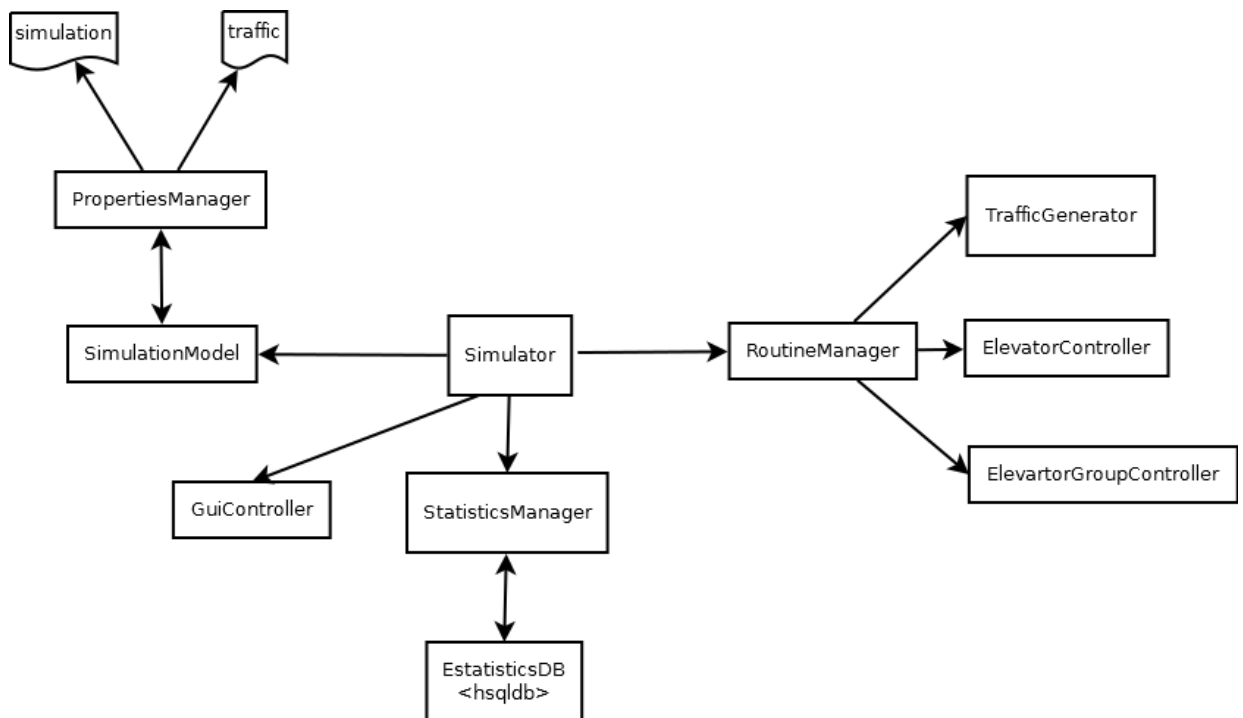 simulation
traffic
PropertiesManager
TrafficGenerator
SimulationModel
Simulator
RoutineManager
ElevatorController
GuiController
StatisticsManager
ElevartorGroupController
EstatisticsDB
<hsqldb>